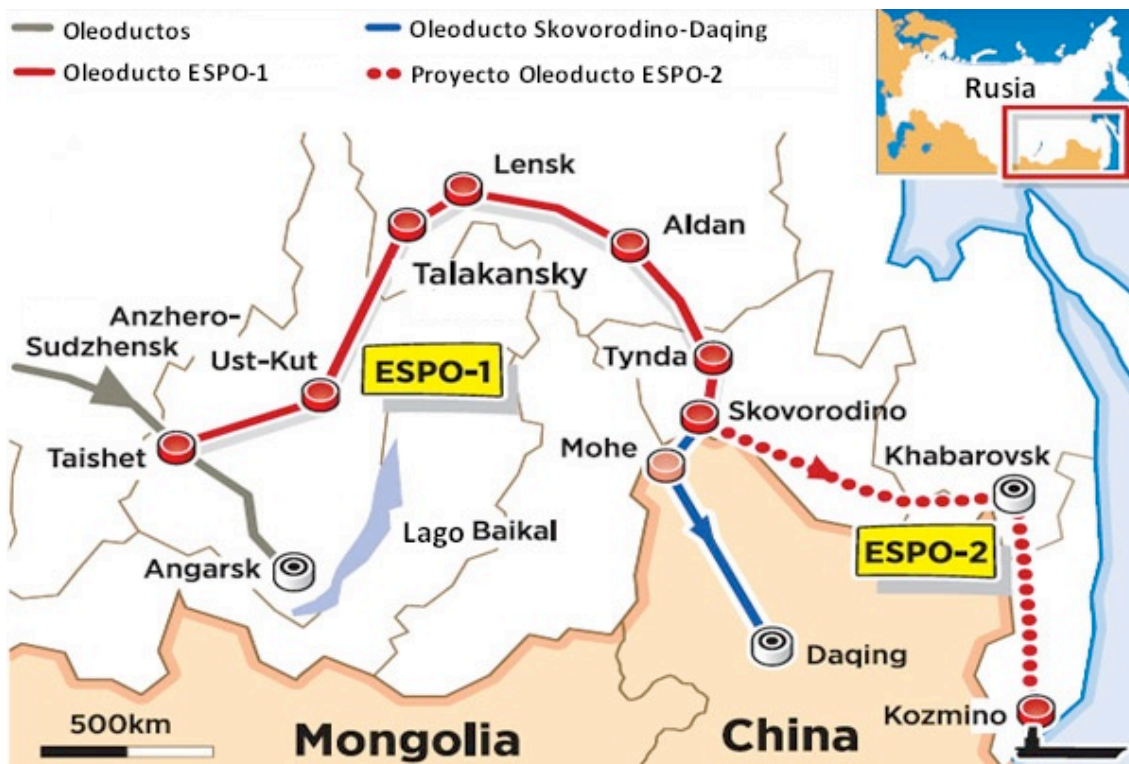 Oleoductos
Oleoducto Skovorodino-Daqing
Oleoducto ESPO-1
Proyecto Oleoducto ESPO-2
Rusia
Lensk
Aldan
Talakansky
Anzhero-
Sudzhensk
Ust-Kut
ESPO-1
Tynda
Skovorodino
Taishet
Mohe
Khabarovsk
Lago Baikal
Angarsk
ESPO-2
Daqing
Kozmino
500km
Mongolia
China